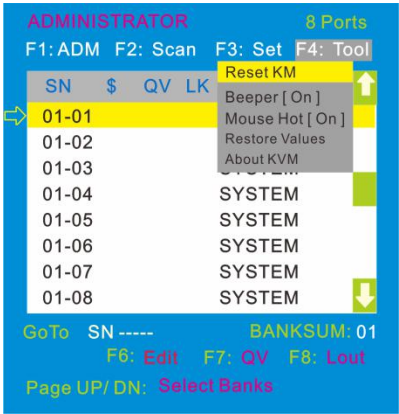 ADMINISTRATOR 8 Ports
F1: ADM F2: Scan F3: Set F4: Tool
SN $ QV LK
Reset KM
Beeper [ On ]
Mouse Hot [ On ]
Restore Values
About KVM
01-01
01-02
01-03
01-04 SYSTEM
01-05 SYSTEM
01-06 SYSTEM
01-07 SYSTEM
01-08 SYSTEM
GoTo SN ----- BANKSUM: 01
F6: Edit F7: QV F8: Lout
Page UP/ DN: Select Banks